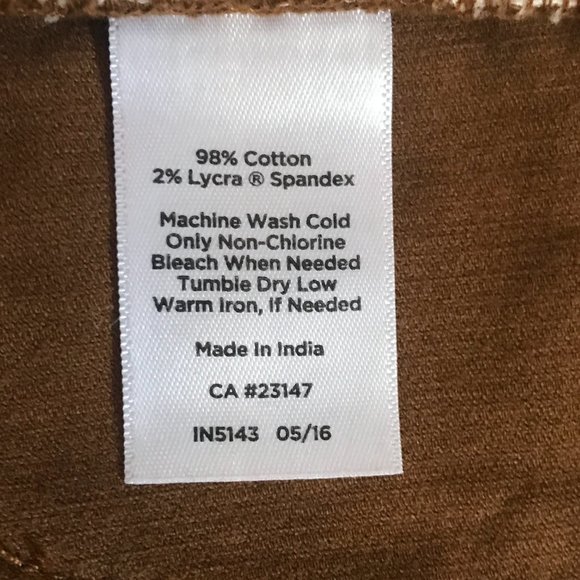 98% Cotton
2% Lycra ® Spandex
Machine Wash Cold
Only Non-Chlorine
Bleach When Needed
Tumble Dry Low
Warm Iron, If Needed
Made In India
CA #23147
IN5143 05/16